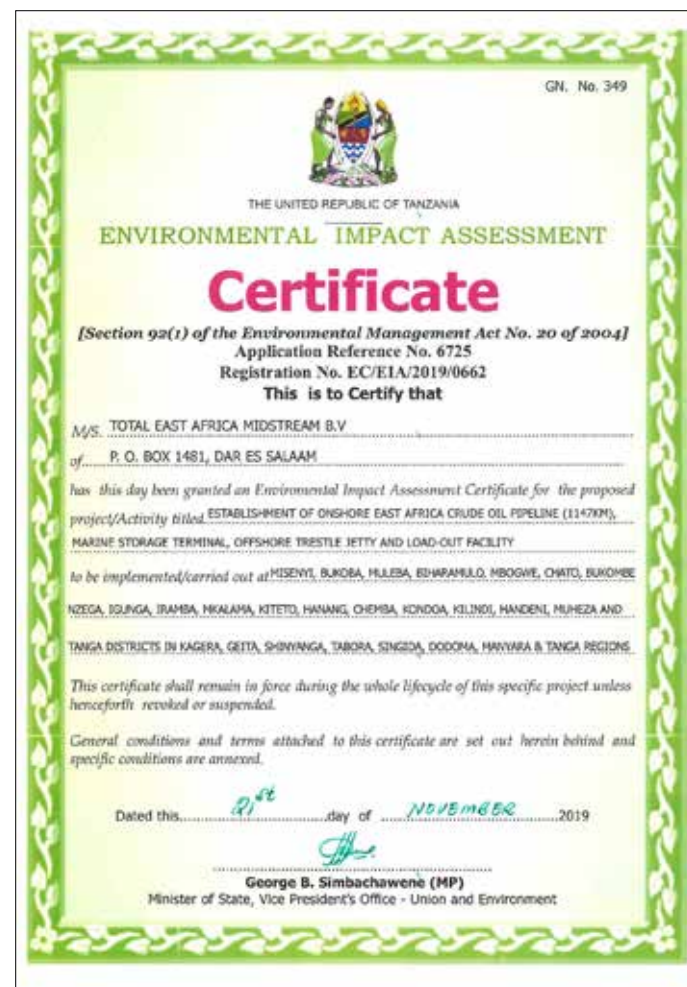 GN. No. 349
THE UNITED REPUBLIC OF TANZANIA
ENVIRONMENTAL IMPACT ASSESSMENT
Certificate
[Section 92(1) of the Environmental Management Act No. 20 of 2004]
Application Reference No. 6725
Registration No. EC/EIA/2019/0662
This is to Certify that
M/S. TOTAL EAST AFRICA MIDSTREAM B.V
of P. O. BOX 1481, DAR ES SALAAM
has this day been granted an Environmental Impact Assessment Certificate for the proposed
project/Activity titled ESTABLISHMENT OF ONSHORE EAST AFRICA CRUDE OIL PIPELINE (1147KM),
MARINE STORAGE TERMINAL, OFFSHORE TRESTLE JETTY AND LOAD-OUT FACILITY
to be implemented/carried out at MISENYI, BUKOBA, MULEBA, BIHARAMULO, MBOGWE, CHATO, BUKOMBE
NZEGA, IGUNGA, IRAMBA, MKALAMA, KITETO, HANANG, CHEMBA, KONDOA, KILINDI, HANDENI, MUHEZA AND
TANGA DISTRICTS IN KAGERA, GEITA, SHINYANGA, TABORA, SINGIDA, DODOMA, MANYARA & TANGA REGIONS
This certificate shall remain in force during the whole lifecycle of this specific project unless
henceforth revoked or suspended.
General conditions and terms attached to this certificate are set out herein behind and
specific conditions are annexed.
Dated this 21st day of NOVEMBER 2019
George B. Simbachawene (MP)
Minister of State, Vice President's Office - Union and Environment